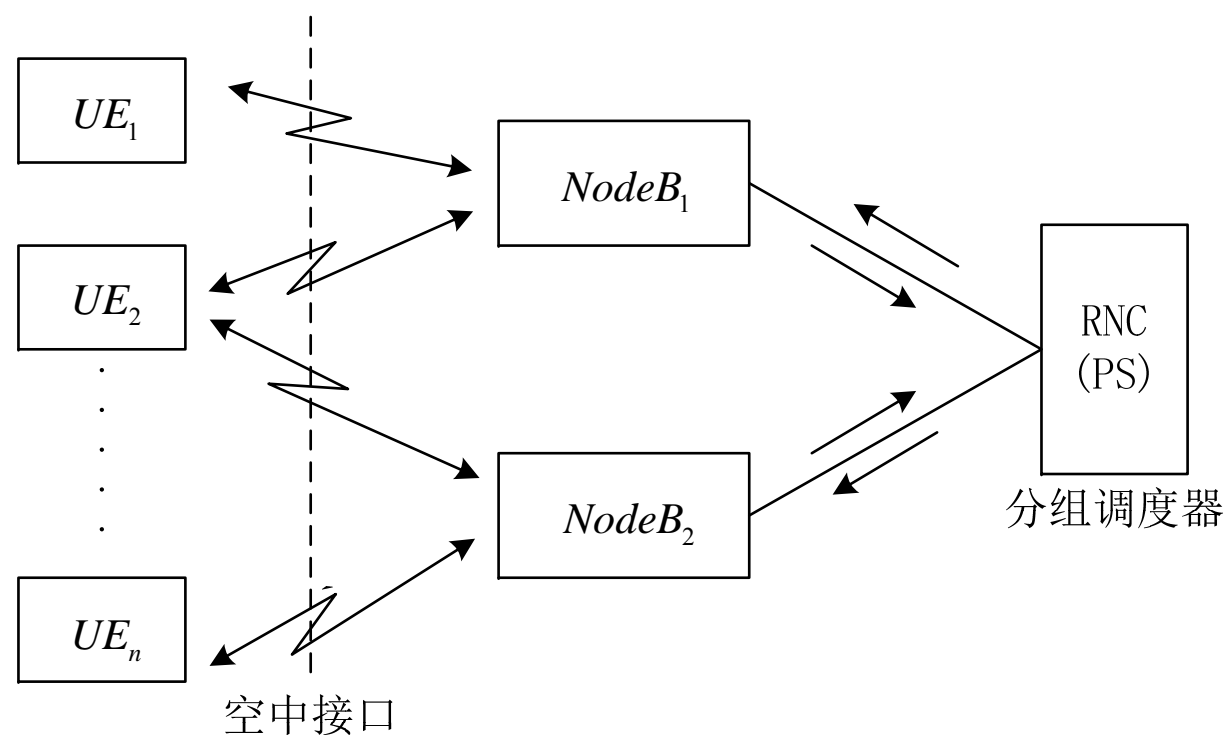 UE₁
NodeB₁
UE₂
RNC
(PS)
分组调度器
NodeB₂
UEₙ
空中接口